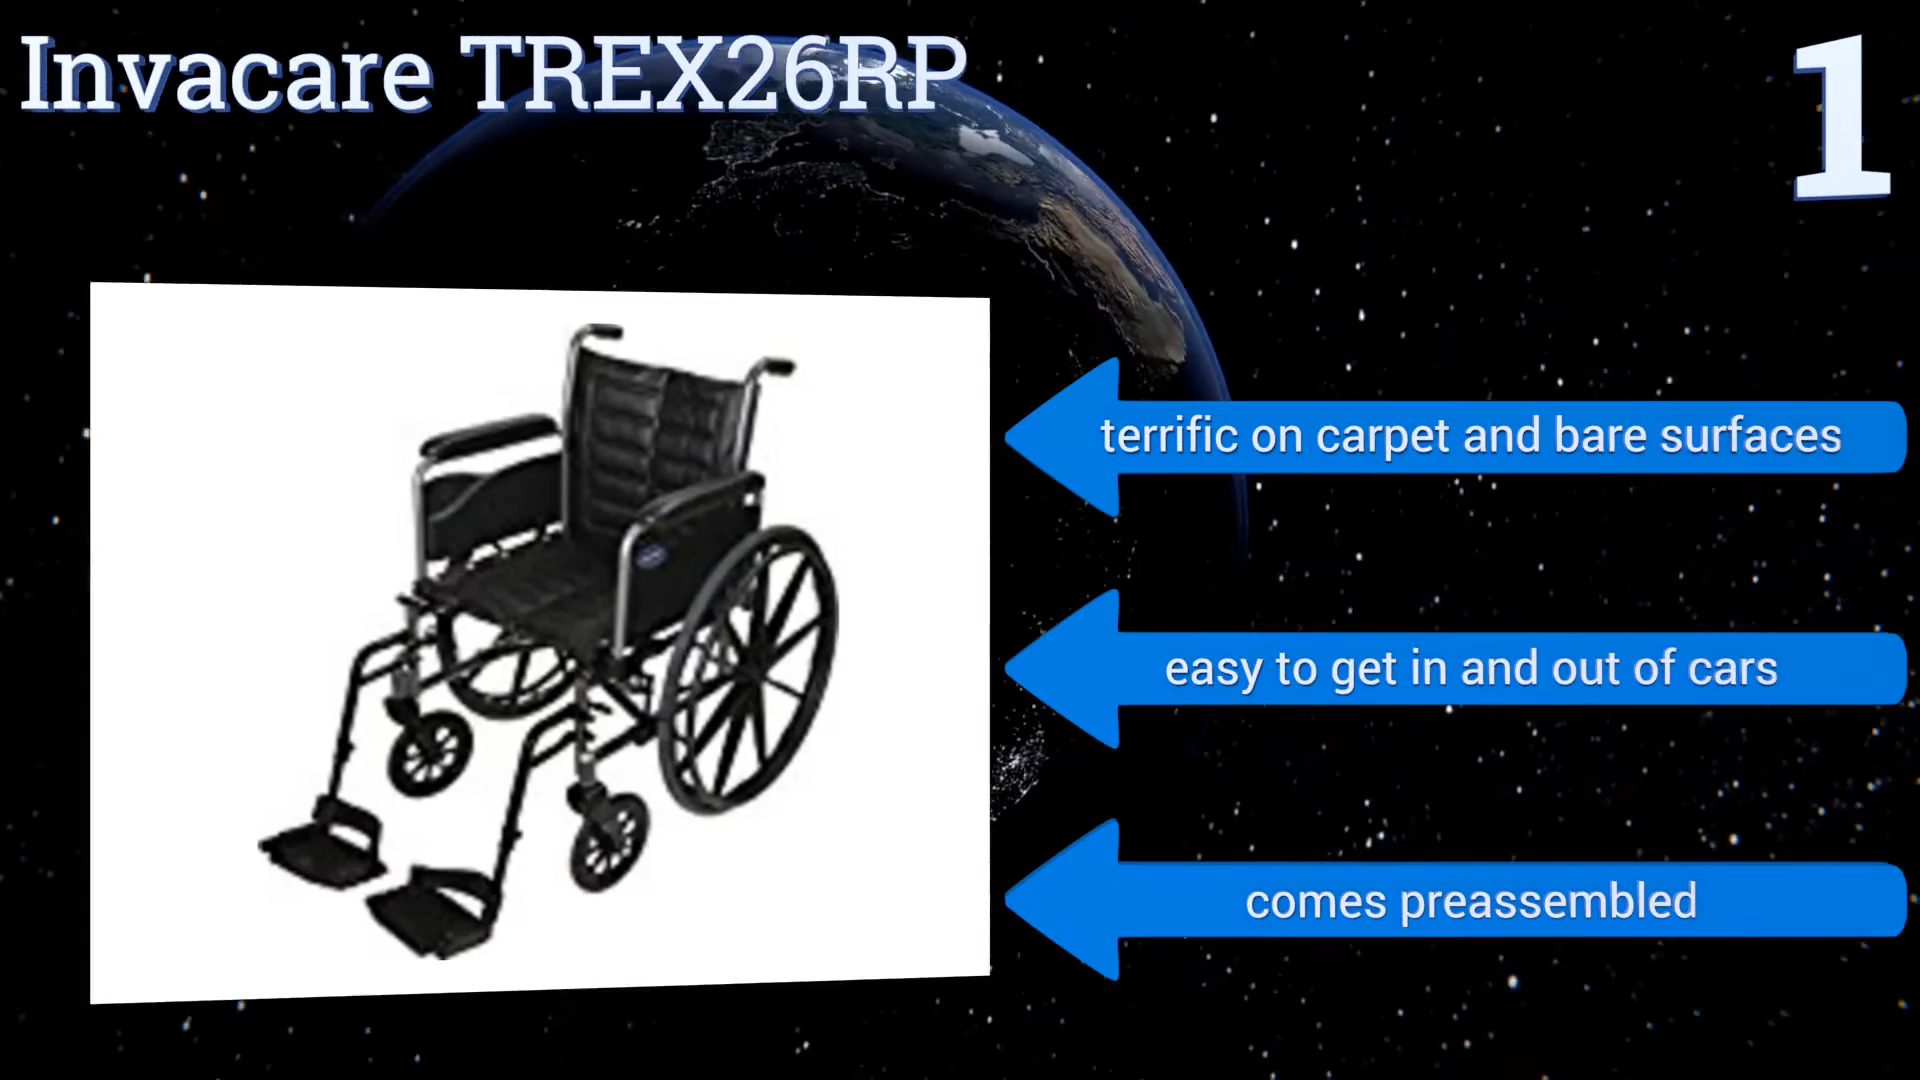 Invacare TREX26RP
1
terrific on carpet and bare surfaces
easy to get in and out of cars
comes preassembled